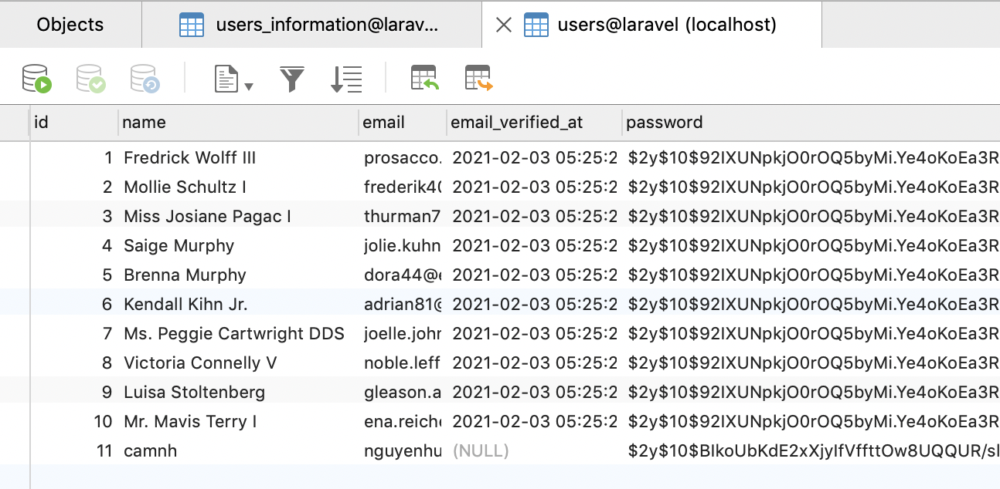 Objects users_information@larav... users@laravel (localhost)
id name email email_verified_at password
1 Fredrick Wolff III prosacco. 2021-02-03 05:25:2 $2y$10$92IXUNpkjO0rOQ5byMi.Ye4oKoEa3R
2 Mollie Schultz I frederik40 2021-02-03 05:25:2 $2y$10$92IXUNpkjO0rOQ5byMi.Ye4oKoEa3R
3 Miss Josiane Pagac I thurman7 2021-02-03 05:25:2 $2y$10$92IXUNpkjO0rOQ5byMi.Ye4oKoEa3R
4 Saige Murphy jolie.kuhn 2021-02-03 05:25:2 $2y$10$92IXUNpkjO0rOQ5byMi.Ye4oKoEa3R
5 Brenna Murphy dora44@e 2021-02-03 05:25:2 $2y$10$92IXUNpkjO0rOQ5byMi.Ye4oKoEa3R
6 Kendall Kihn Jr. adrian81@ 2021-02-03 05:25:2 $2y$10$92IXUNpkjO0rOQ5byMi.Ye4oKoEa3R
7 Ms. Peggie Cartwright DDS joelle.john 2021-02-03 05:25:2 $2y$10$92IXUNpkjO0rOQ5byMi.Ye4oKoEa3R
8 Victoria Connelly V noble.leff 2021-02-03 05:25:2 $2y$10$92IXUNpkjO0rOQ5byMi.Ye4oKoEa3R
9 Luisa Stoltenberg gleason.a 2021-02-03 05:25:2 $2y$10$92IXUNpkjO0rOQ5byMi.Ye4oKoEa3R
10 Mr. Mavis Terry I ena.reiche 2021-02-03 05:25:2 $2y$10$92IXUNpkjO0rOQ5byMi.Ye4oKoEa3R
11 camnh nguyenhu (NULL) $2y$10$BIkoUbKdE2xXjyIfVffttOw8UQQUR/sl